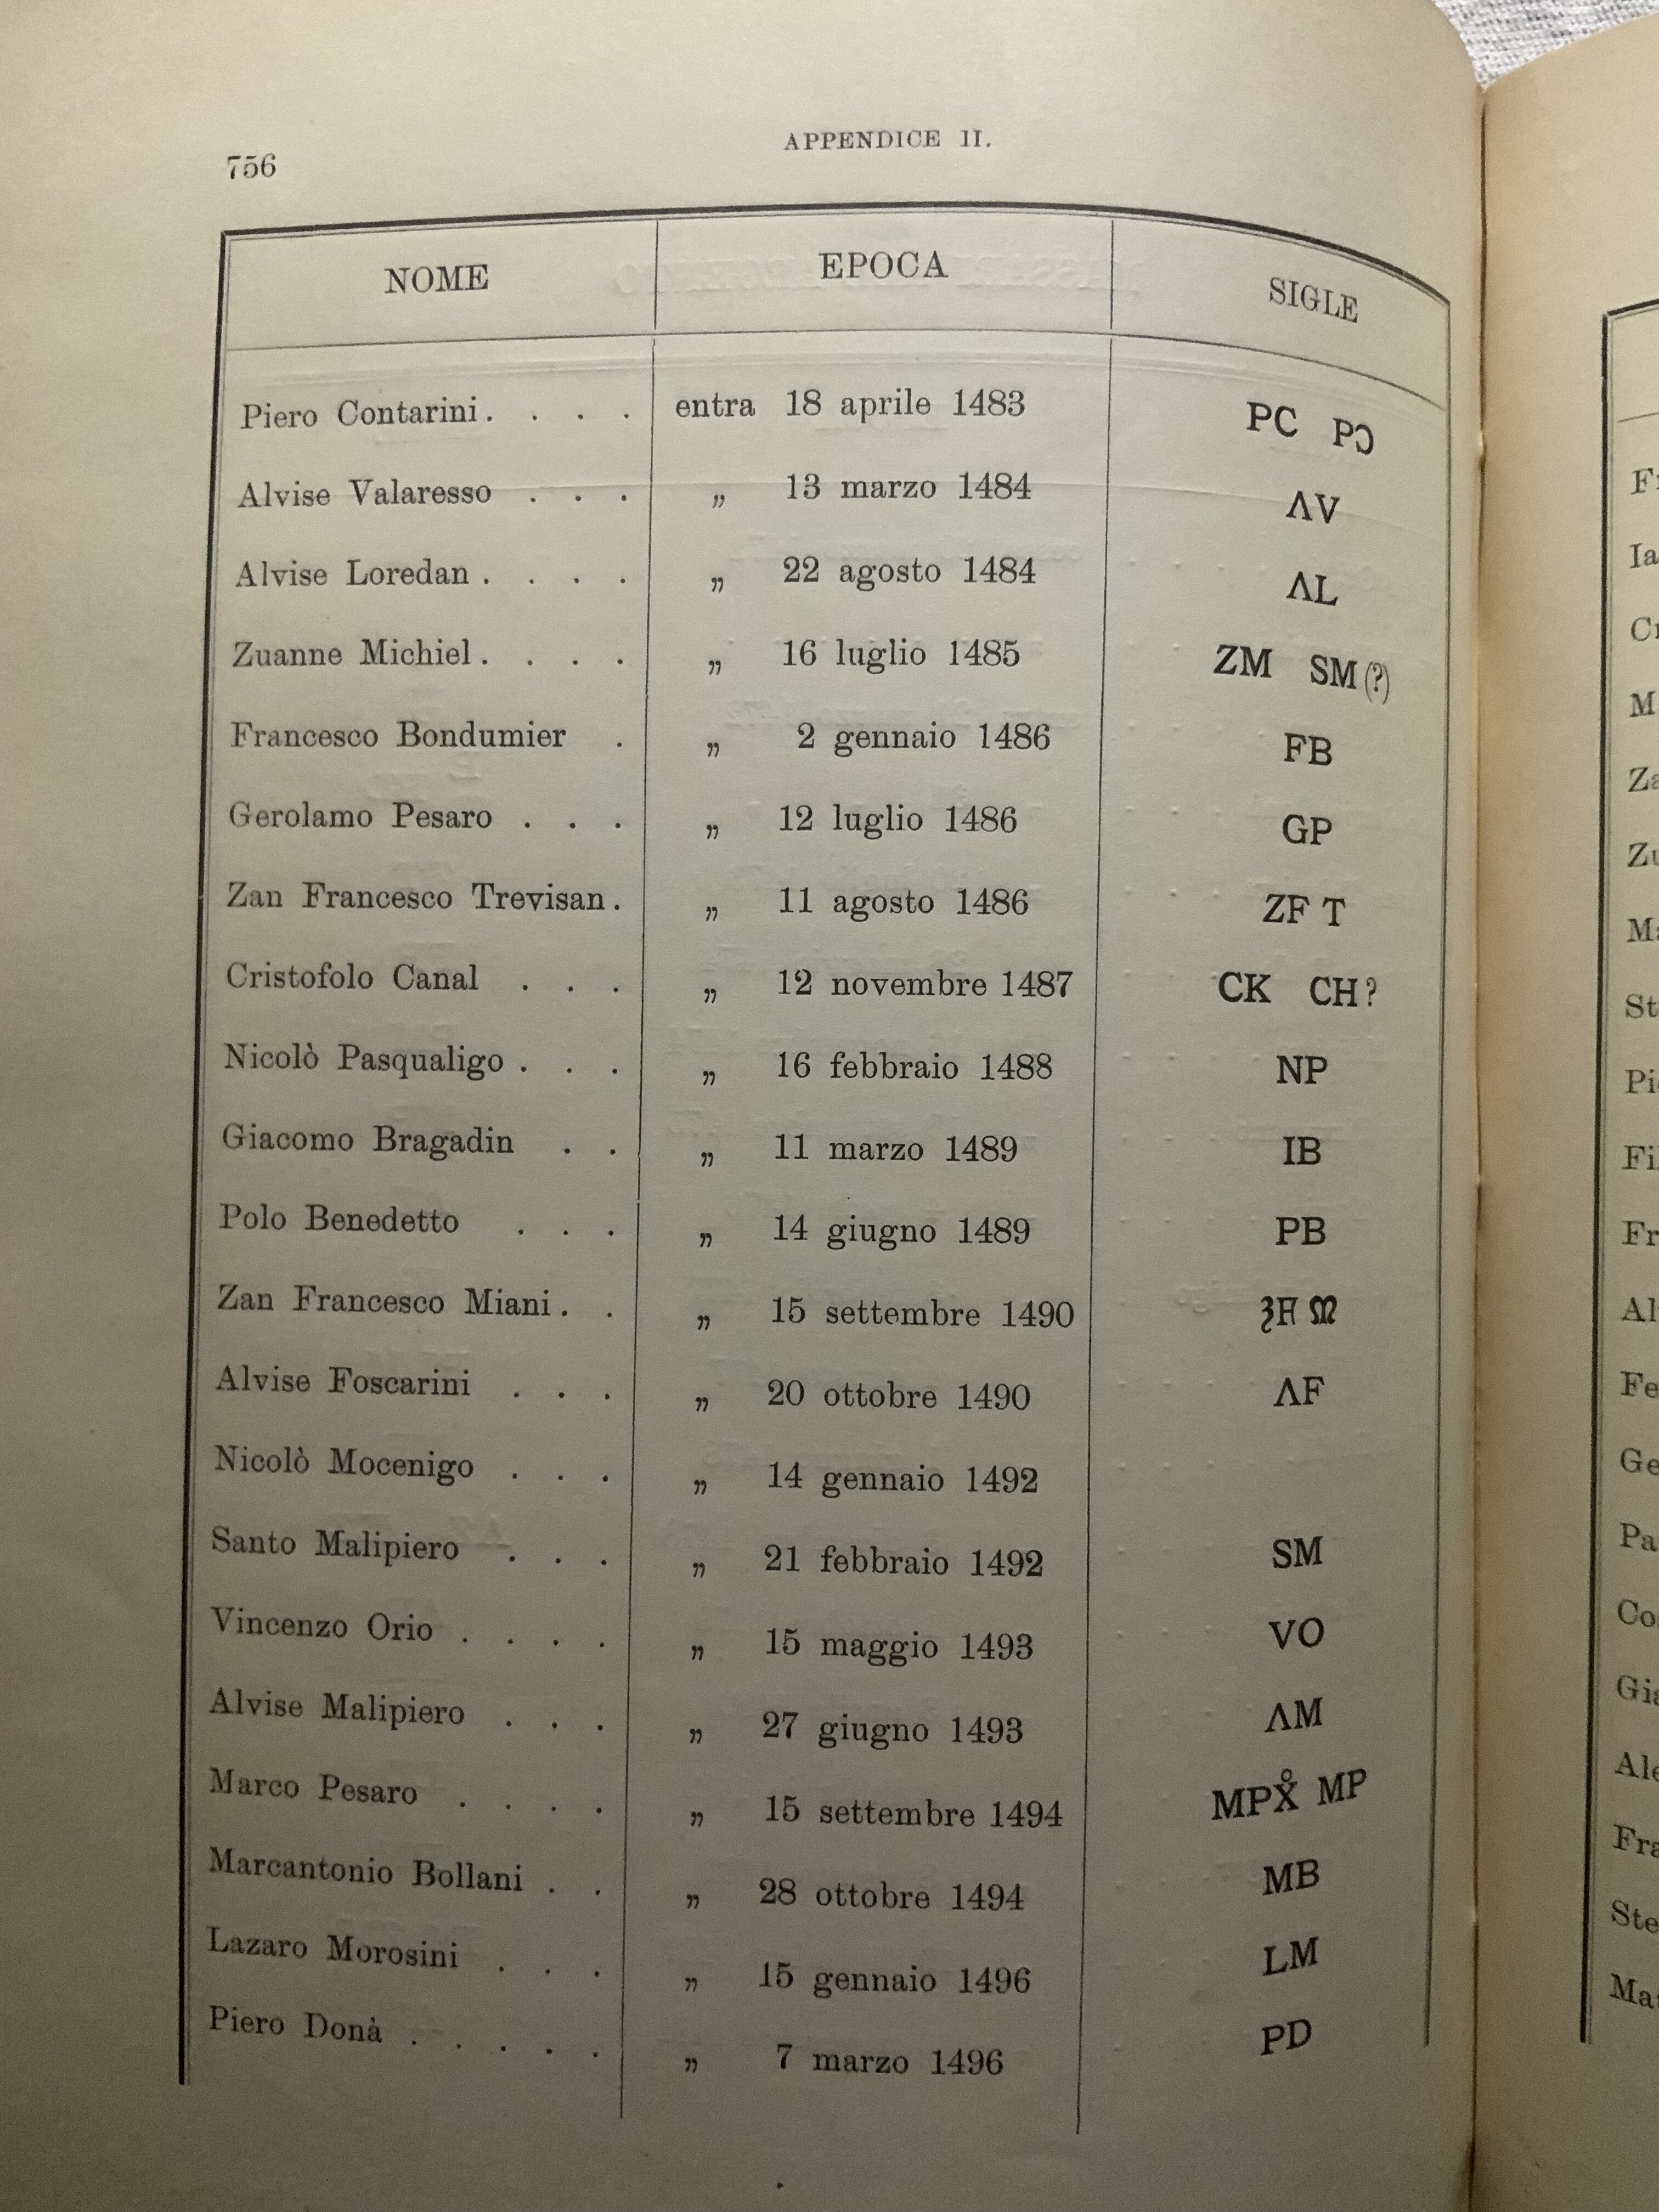 756
APPENDICE II.
NOME EPOCA SIGLE
Piero Contarini . . . . entra 18 aprile 1483 PC PƆ
Alvise Valaresso . . . „ 13 marzo 1484 ΛV
Alvise Loredan . . . . „ 22 agosto 1484 ΛL
Zuanne Michiel . . . . „ 16 luglio 1485 ZM SM (?)
Francesco Bondumier . „ 2 gennaio 1486 FB
Gerolamo Pesaro . . . „ 12 luglio 1486 GP
Zan Francesco Trevisan . „ 11 agosto 1486 ZF T
Cristofolo Canal . . . „ 12 novembre 1487 CK CH ?
Nicolò Pasqualigo . . . „ 16 febbraio 1488 NP
Giacomo Bragadin . . „ 11 marzo 1489 IB
Polo Benedetto . . . „ 14 giugno 1489 PB
Zan Francesco Miani . . „ 15 settembre 1490
Alvise Foscarini . . . „ 20 ottobre 1490 ΛF
Nicolò Mocenigo . . . „ 14 gennaio 1492
Santo Malipiero . . . „ 21 febbraio 1492 SM
Vincenzo Orio . . . . „ 15 maggio 1493 VO
Alvise Malipiero . . . „ 27 giugno 1493 ΛM
Marco Pesaro . . . . „ 15 settembre 1494 MPX̊ MP
Marcantonio Bollani . . „ 28 ottobre 1494 MB
Lazaro Morosini . . . „ 15 gennaio 1496 LM
Piero Donà . . . . . „ 7 marzo 1496 PD